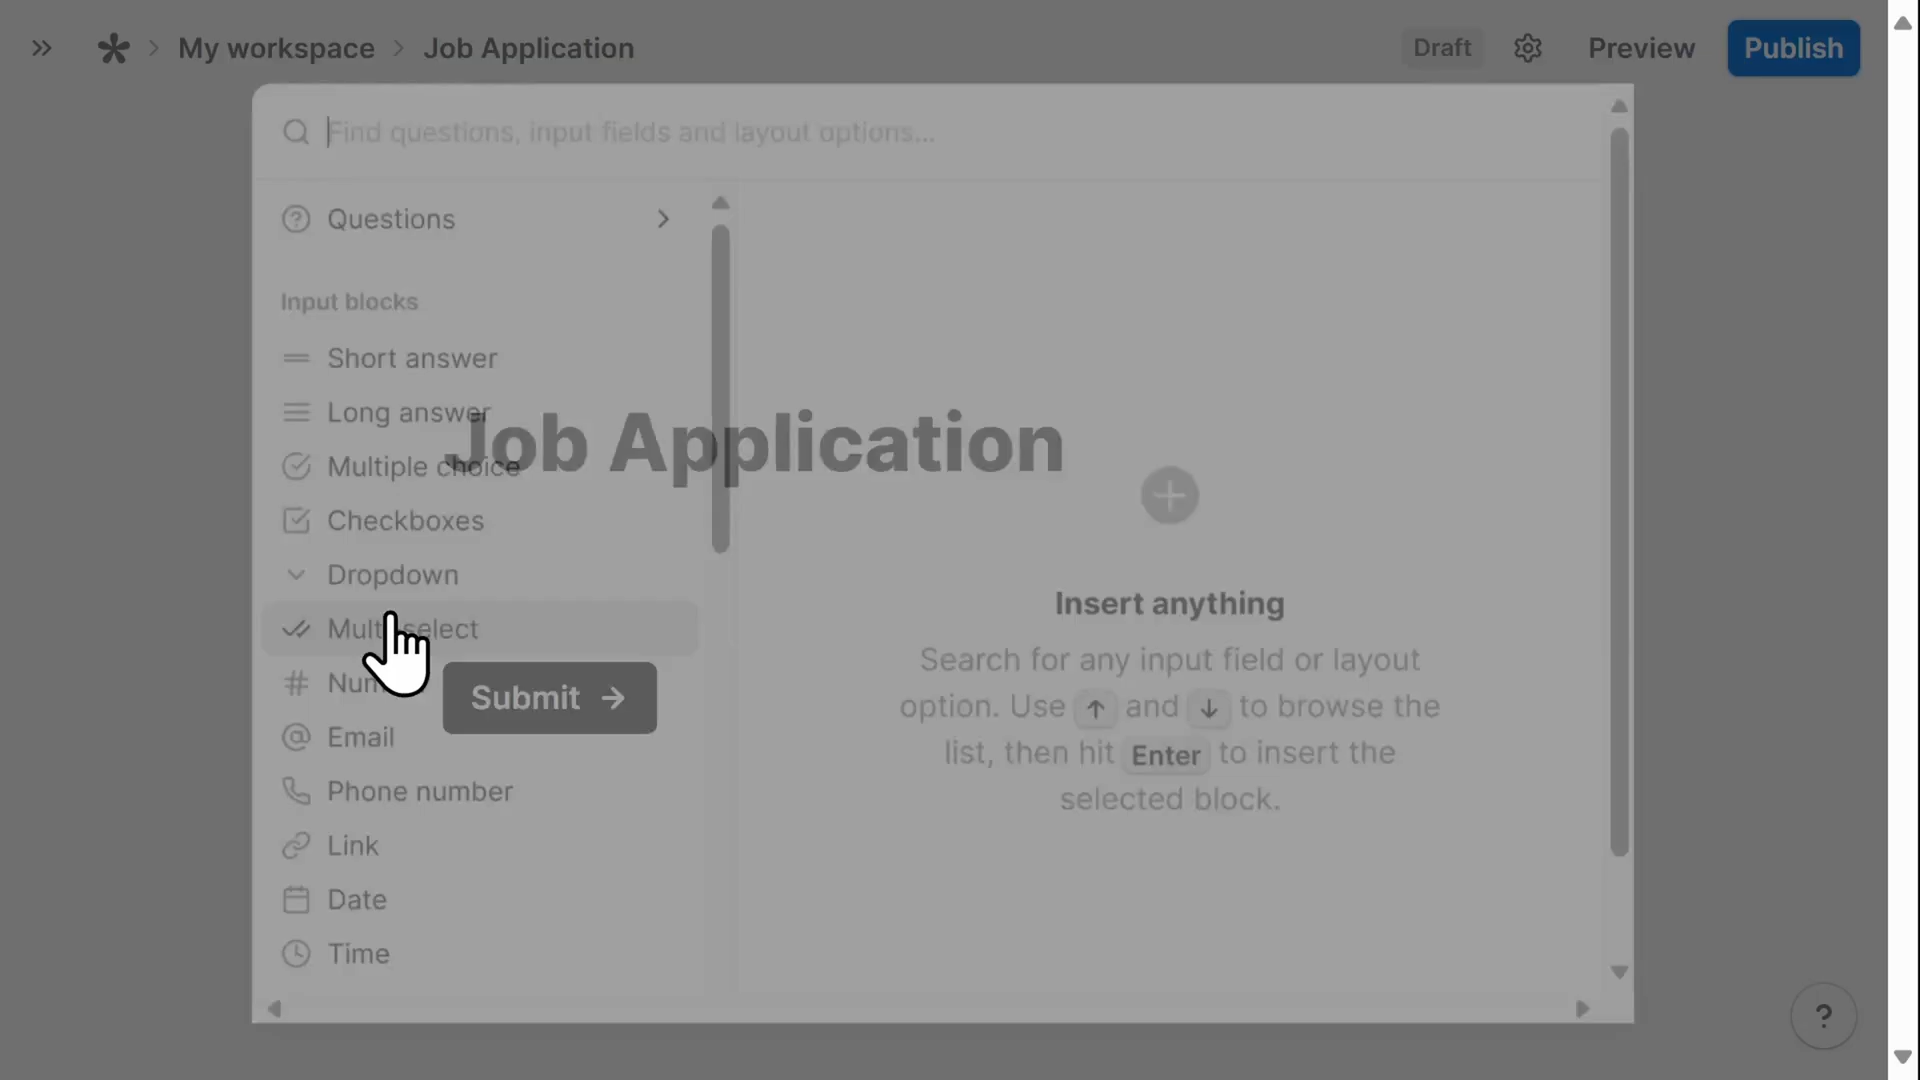 My workspace > Job Application
Draft
Preview
Publish
Find questions, input fields and layout options...
Questions
Input blocks
Short answer
Long answer
Multiple choice
Checkboxes
Dropdown
select
Email
Phone number
Link
Date
Time
Job Application
Submit →
Insert anything
Search for any input field or layout
option. Use ↑ and ↓ to browse the
list, then hit Enter to insert the
selected block.
?